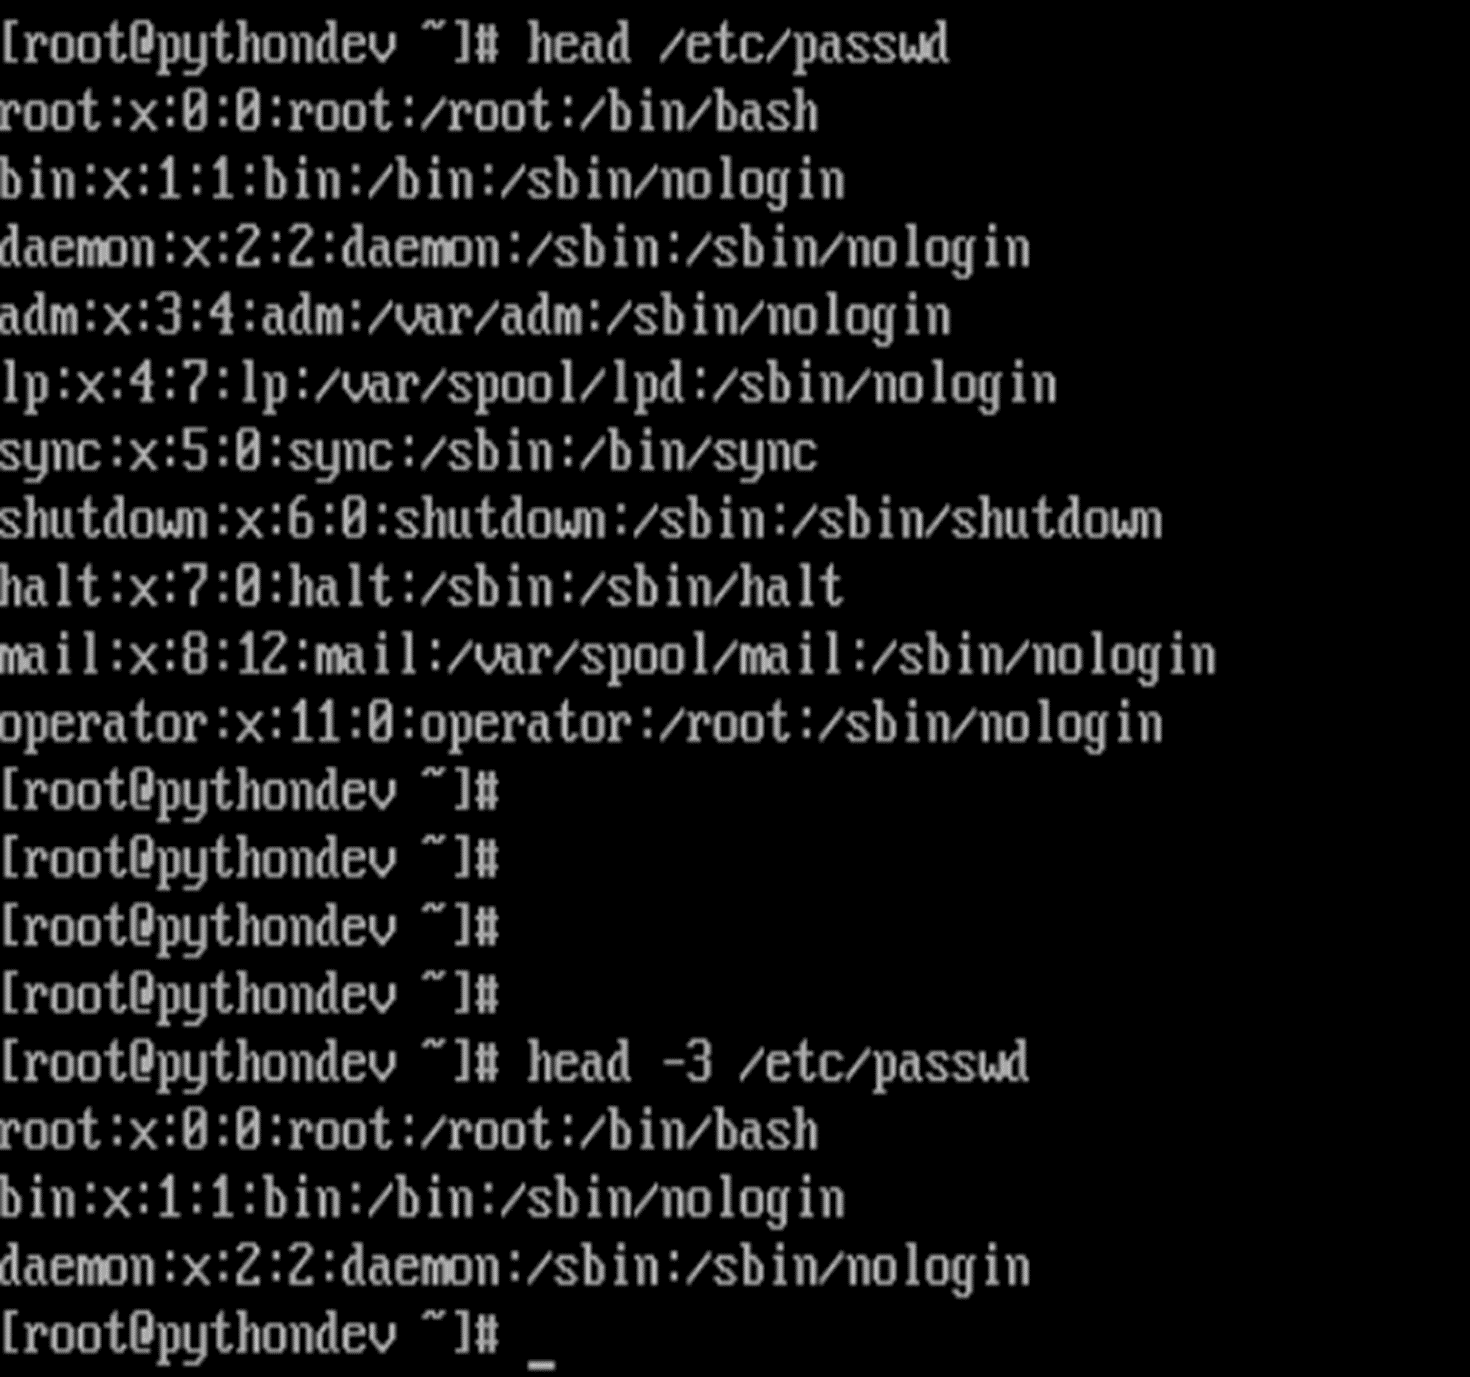 [root@pythondev ~]# head /etc/passwd
root:x:0:0:root:/root:/bin/bash
bin:x:1:1:bin:/bin:/sbin/nologin
daemon:x:2:2:daemon:/sbin:/sbin/nologin
adm:x:3:4:adm:/var/adm:/sbin/nologin
lp:x:4:7:lp:/var/spool/lpd:/sbin/nologin
sync:x:5:0:sync:/sbin:/bin/sync
shutdown:x:6:0:shutdown:/sbin:/sbin/shutdown
halt:x:7:0:halt:/sbin:/sbin/halt
mail:x:8:12:mail:/var/spool/mail:/sbin/nologin
operator:x:11:0:operator:/root:/sbin/nologin
[root@pythondev ~]#
[root@pythondev ~]#
[root@pythondev ~]#
[root@pythondev ~]#
[root@pythondev ~]# head -3 /etc/passwd
root:x:0:0:root:/root:/bin/bash
bin:x:1:1:bin:/bin:/sbin/nologin
daemon:x:2:2:daemon:/sbin:/sbin/nologin
[root@pythondev ~]# _